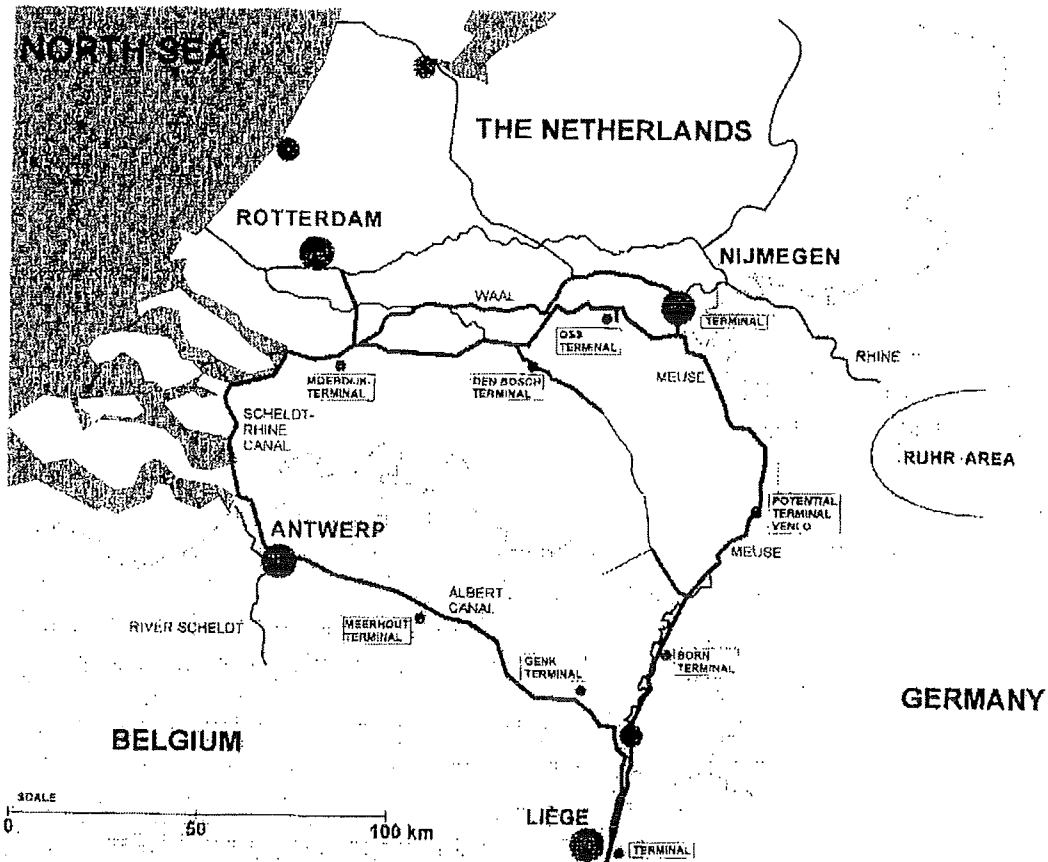 NORTH SEA
THE NETHERLANDS
ROTTERDAM
NIJMEGEN
WAAL
OSS
TERMINAL
TERMINAL
RHINE
MOERDIJK-
TERMINAL
DEN BOSCH
TERMINAL
MEUSE
SCHELDT-
RHINE
CANAL
RUHR AREA
POTENTIAL
TERMINAL
VENLO
ANTWERP
MEUSE
ALBERT
CANAL
RIVER SCHELDT
MEERHOUT
TERMINAL
GENK
TERMINAL
BORN
TERMINAL
GERMANY
BELGIUM
SCALE
0
50
100 km
LIÈGE
TERMINAL